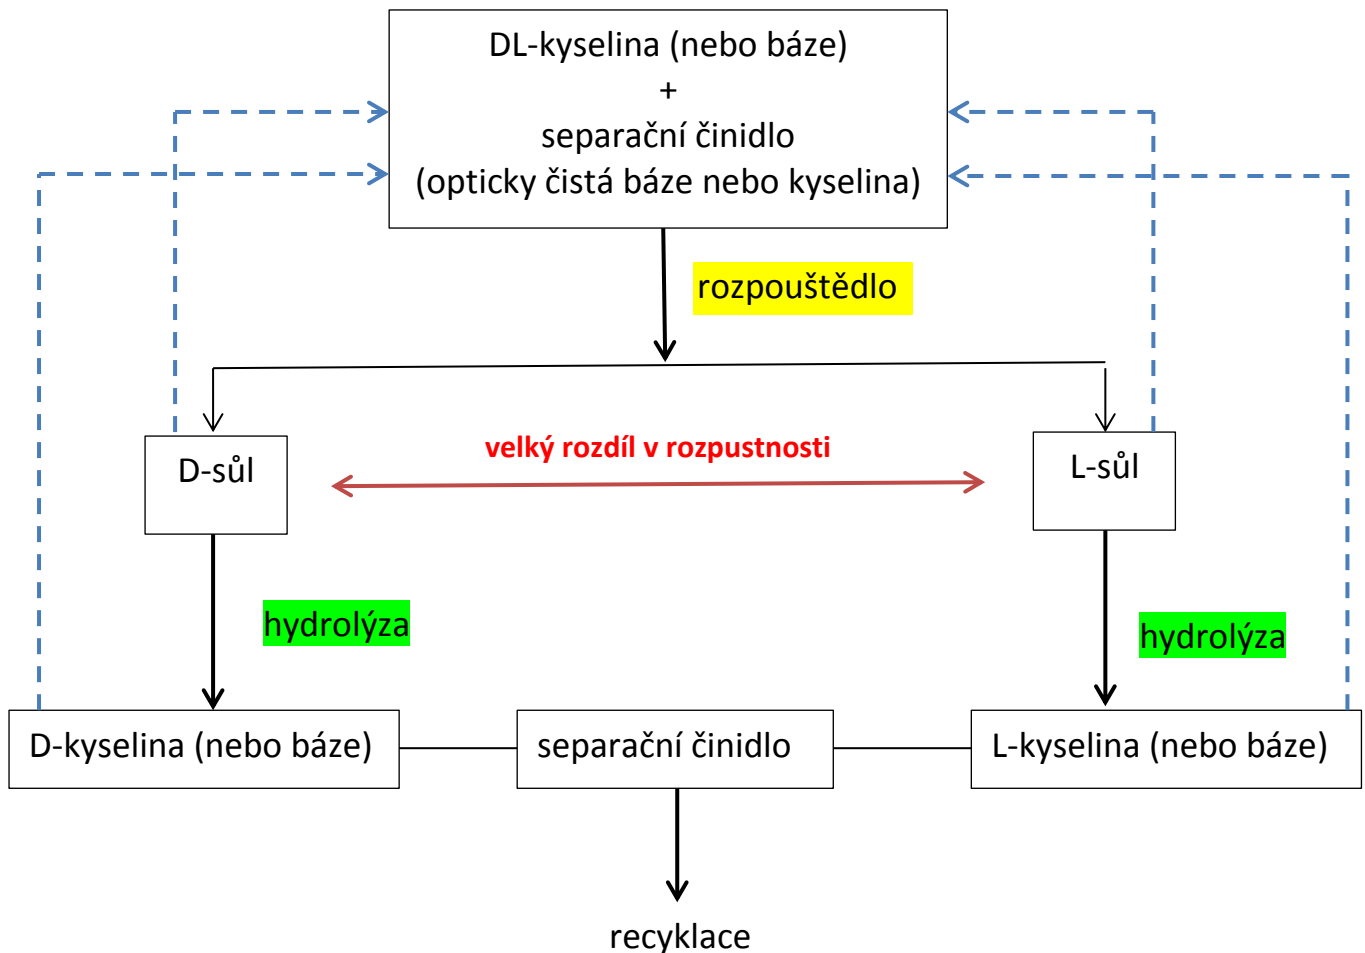 DL-kyselina (nebo báze)
+
separační činidlo
(opticky čistá báze nebo kyselina)
rozpouštědlo
velký rozdíl v rozpustnosti
D-sůl
L-sůl
hydrolýza
hydrolýza
D-kyselina (nebo báze)
separační činidlo
L-kyselina (nebo báze)
recyklace